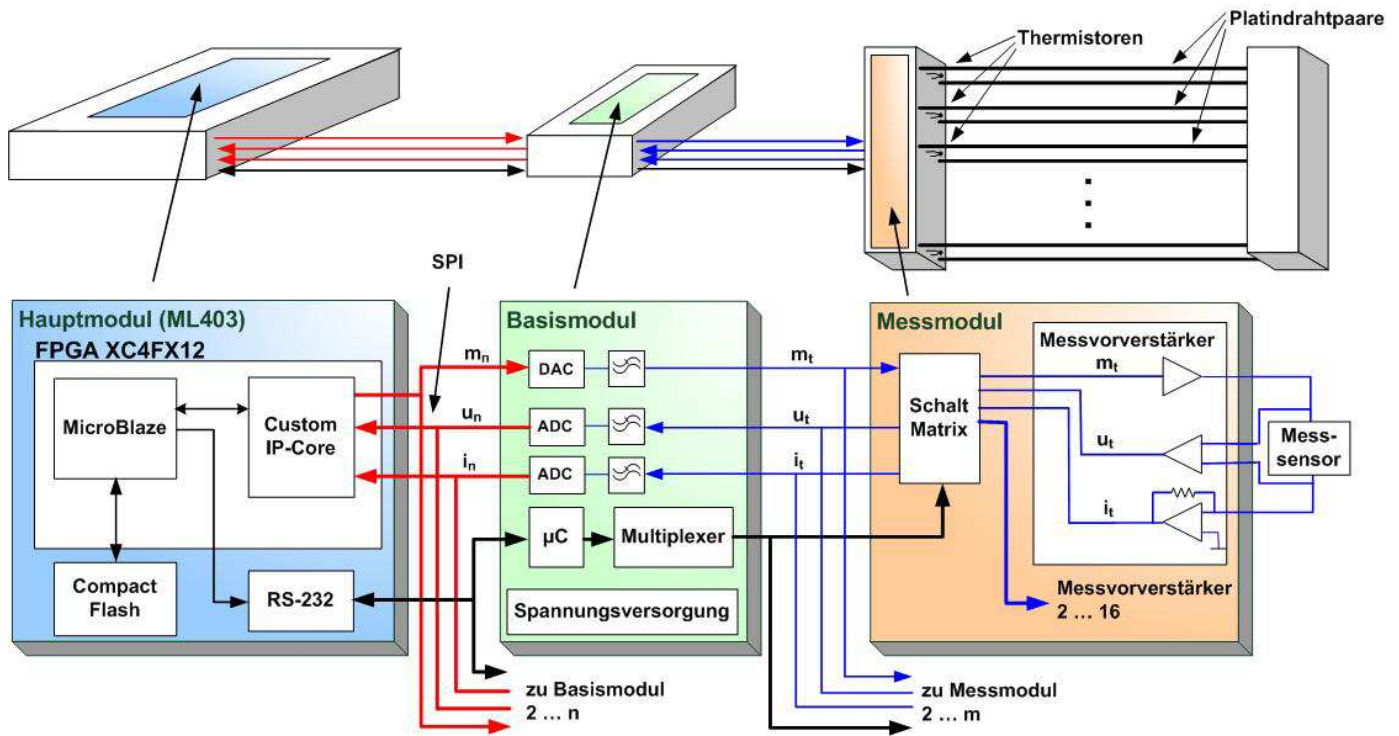 Platindrahtpaare
Thermistoren
SPI
Hauptmodul (ML403)
FPGA XC4FX12
MicroBlaze
Custom
IP-Core
Compact
Flash
RS-232
mn
un
in
Basismodul
DAC
ADC
ADC
µC
Multiplexer
Spannungsversorgung
mt
ut
it
Messmodul
Schalt
Matrix
Messvorverstärker
mt
ut
it
Mess-
sensor
Messvorverstärker
2 ... 16
zu Basismodul
2 ... n
zu Messmodul
2 ... m